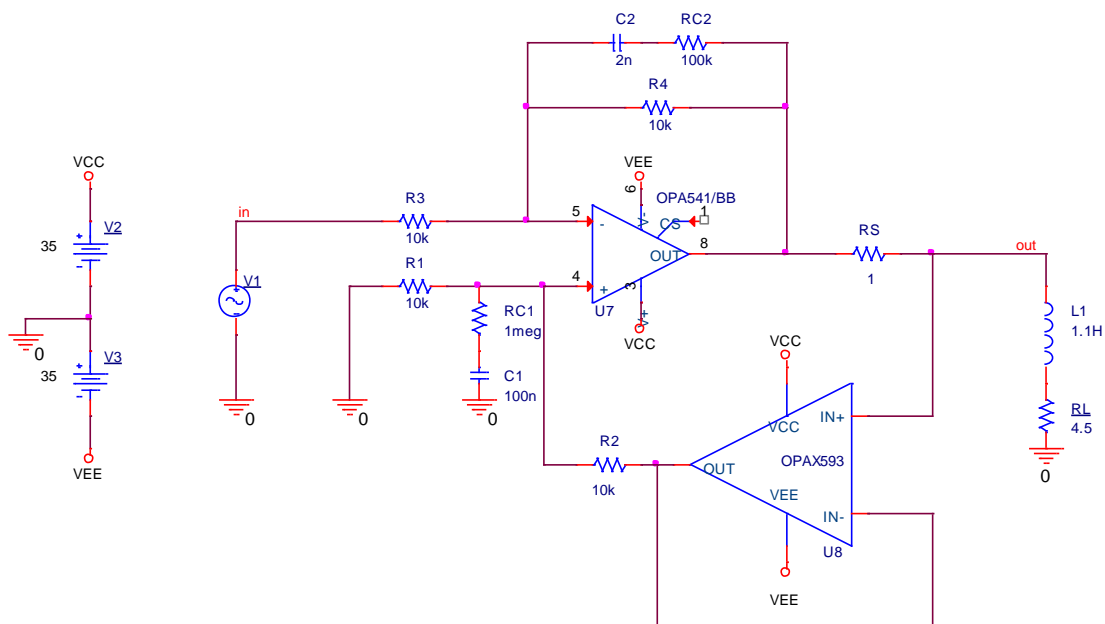 C2
2n
RC2
100k
R4
10k
VCC
V2
35
0
V3
35
VEE
in
V1
0
R3
10k
R1
10k
0
RC1
1meg
C1
100n
0
VEE
6
OPA541/BB
1
5
-
V-
CS
8
OUT
4
+
3
V+
U7
VCC
RS
1
out
L1
1.1H
RL
4.5
0
VCC
IN+
VCC
R2
10k
OUT
OPAX593
VEE
IN-
U8
VEE